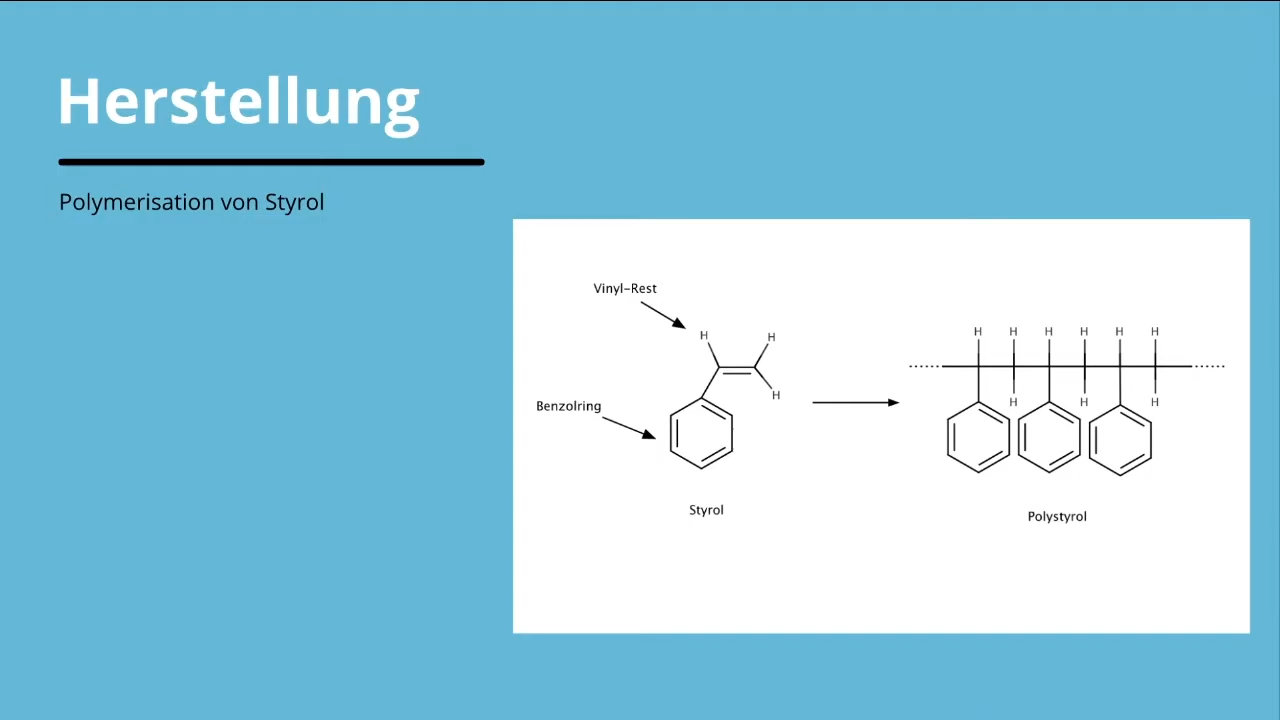 Herstellung
Polymerisation von Styrol
Vinyl-Rest
H H
H
Benzolring
Styrol
H H H H H H
H H H
Polystyrol